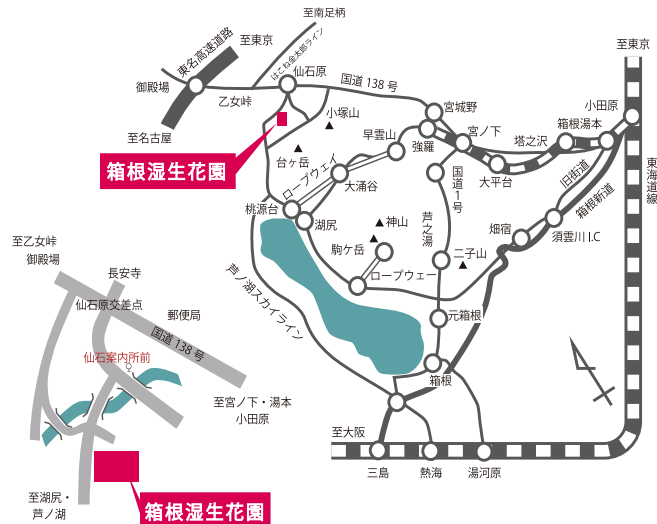 至南足柄
至東京
東名高速道路
はこね金太郎ライン
仙石原
国道 138 号
御殿場
乙女峠
至名古屋
箱根湿生花園
小塚山
台ヶ岳
早雲山
宮城野
強羅
宮ノ下
大平台
塔之沢
箱根湯本
小田原
至東京
東海道線
旧街道
箱根新道
須雲川 I.C
畑宿
ロープウェイ
大涌谷
桃源台
湖尻
神山
駒ケ岳
ロープウェー
国道1号
芦之湯
二子山
元箱根
箱根
芦ノ湖スカイライン
至大阪
三島
熱海
湯河原
至乙女峠
御殿場
長安寺
仙石原交差点
郵便局
国道 138 号
仙石案内所前
至宮ノ下・湯本
小田原
至湖尻・
芦ノ湖
箱根湿生花園